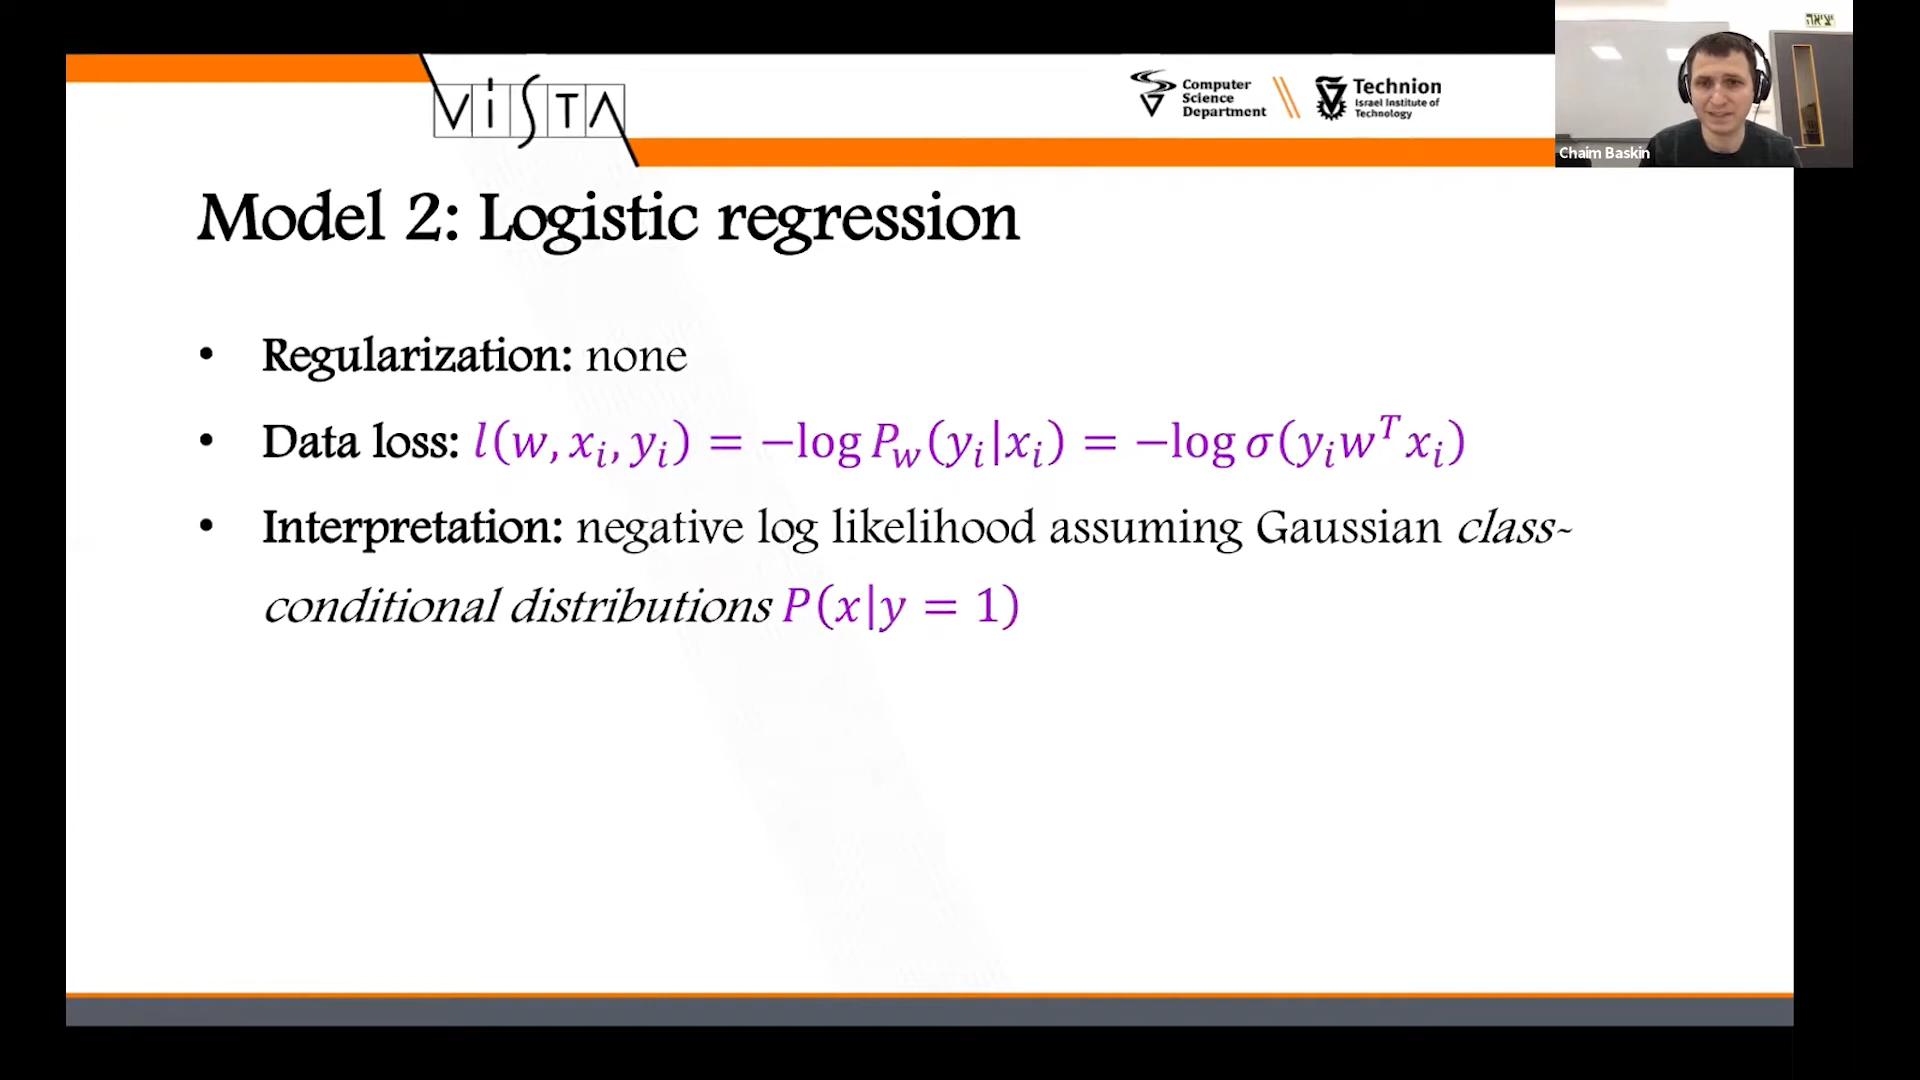 VISTA
Computer
Science
Department
Technion
Israel Institute of
Technology
יציאה
Chaim Baskin
Model 2: Logistic regression
• Regularization: none
• Data loss: l(w, xᵢ, yᵢ) = −log P_w(yᵢ|xᵢ) = −log σ(yᵢwᵀxᵢ)
• Interpretation: negative log likelihood assuming Gaussian class-
conditional distributions P(x|y = 1)